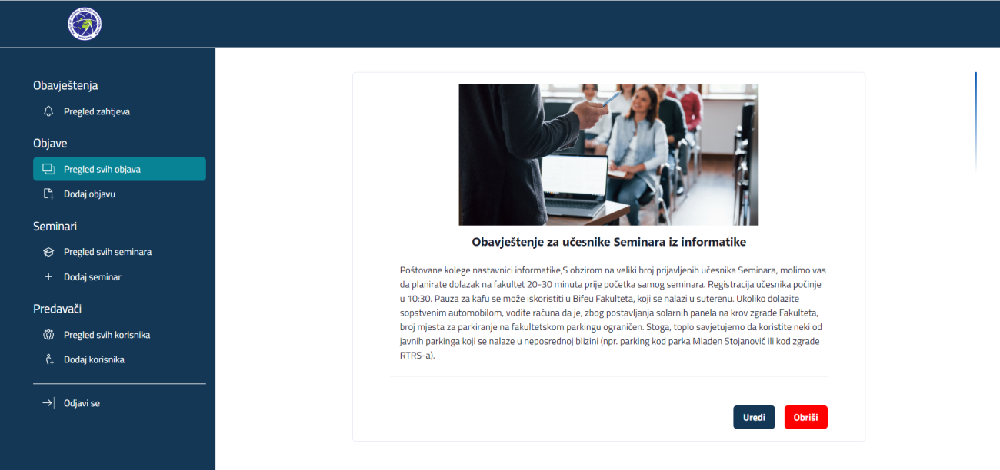 Obavještenja
Pregled zahtjeva
Objave
Pregled svih objava
Dodaj objavu
Seminari
Pregled svih seminara
Dodaj seminar
Predavači
Pregled svih korisnika
Dodaj korisnika
Odjavi se
Obavještenje za učesnike Seminara iz informatike
Poštovane kolege nastavnici informatike,S obzirom na veliki broj prijavljenih učesnika Seminara, molimo vas
da planirate dolazak na fakultet 20-30 minuta prije početka samog seminara. Registracija učesnika počinje
u 10:30. Pauza za kafu se može iskoristiti u Bifeu Fakulteta, koji se nalazi u suterenu. Ukoliko dolazite
sopstvenim automobilom, vodite računa da je, zbog postavljanja solarnih panela na krov zgrade Fakulteta,
broj mjesta za parkiranje na fakultetskom parkingu ograničen. Stoga, toplo savjetujemo da koristite neki od
javnih parkinga koji se nalaze u neposrednoj blizini (npr. parking kod parka Mladen Stojanović ili kod zgrade
RTRS-a).
Uredi
Obriši